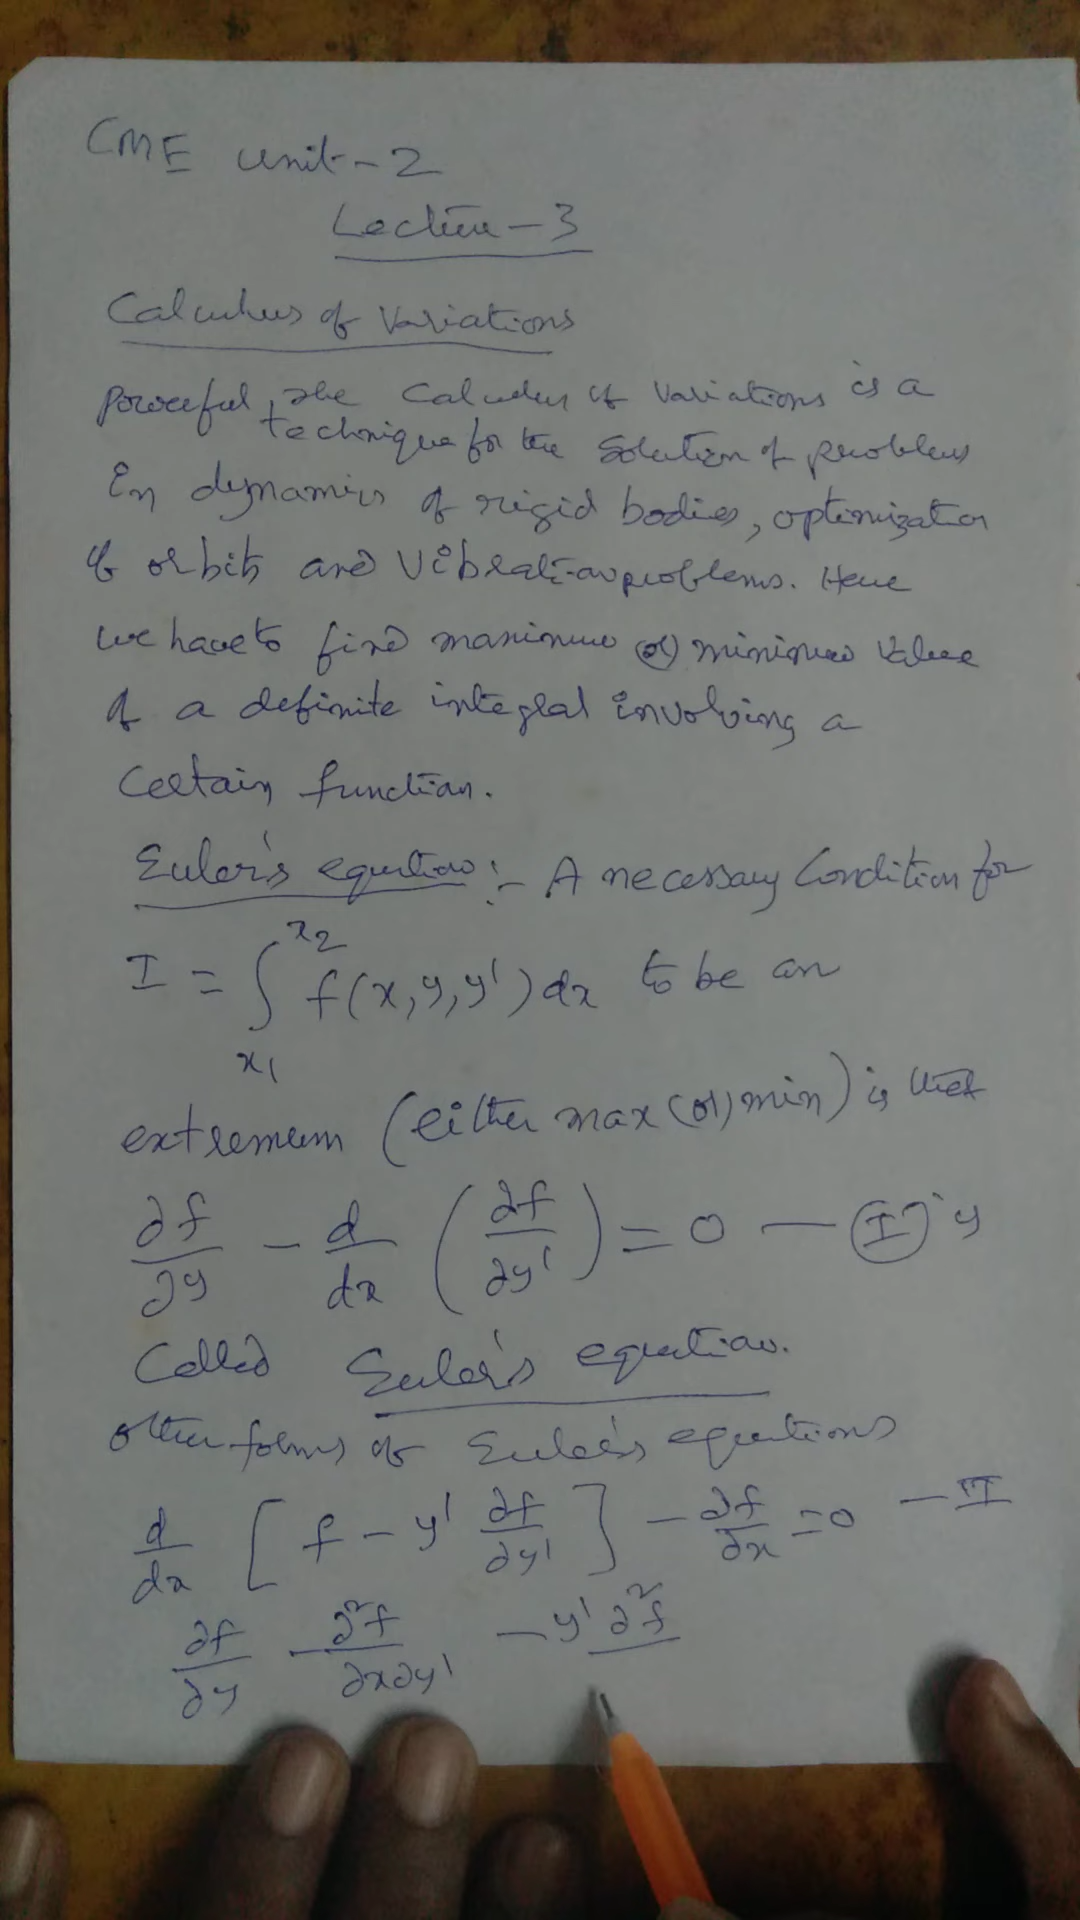 CME unit-2
Lecture-3
Calculus of Variations
powerful, The Calculus of Variations is a
technique for the Solution of problems
in dynamics of rigid bodies, optimization
of orbits and Vibration problems. Here
we have to find maximum (or) minimum value
of a definite integral involving a
certain function.
Euler's equation :- A necessary Condition for
I = ∫_{x1}^{x2} f(x,y,y')dx to be an
extremum (either max (or) min) is that
∂f/∂y - d/dx (∂f/∂y') = 0 — (I)
Called Euler's equation.
Other forms of Euler's equations
d/dx [f - y' ∂f/∂y'] - ∂f/∂x = 0 - II
∂f/∂y - ∂²f/∂x∂y' - y' ∂²f